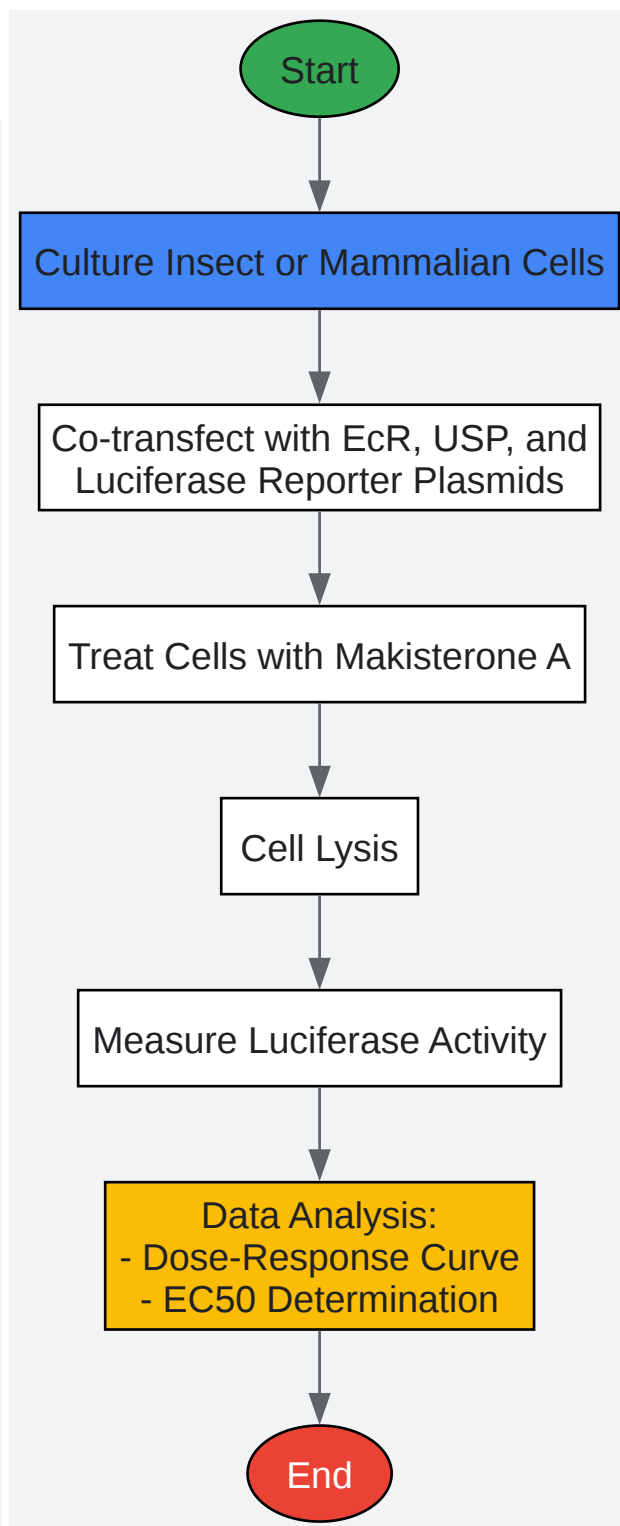 Start
Culture Insect or Mammalian Cells
Co-transfect with EcR, USP, and
Luciferase Reporter Plasmids
Treat Cells with Makisterone A
Cell Lysis
Measure Luciferase Activity
Data Analysis:
- Dose-Response Curve
- EC50 Determination
End